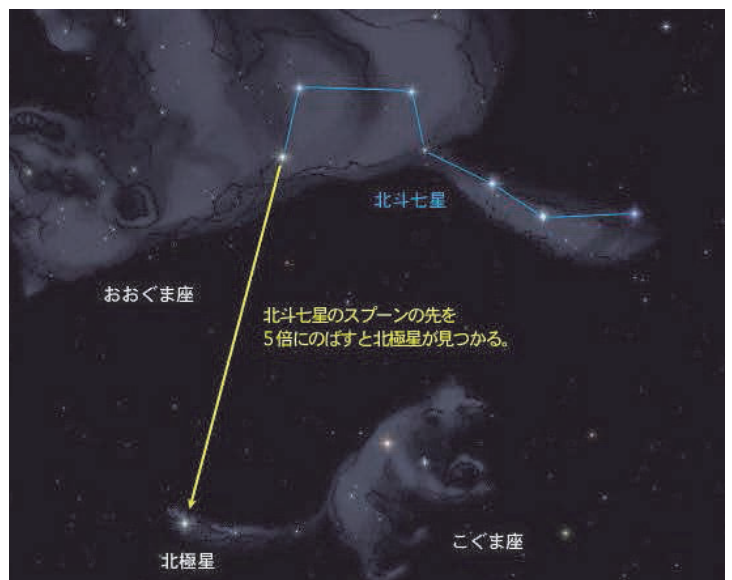 北斗七星
おおぐま座
北斗七星のスプーンの先を
5倍にのばすと北極星が見つかる。
こぐま座
北極星